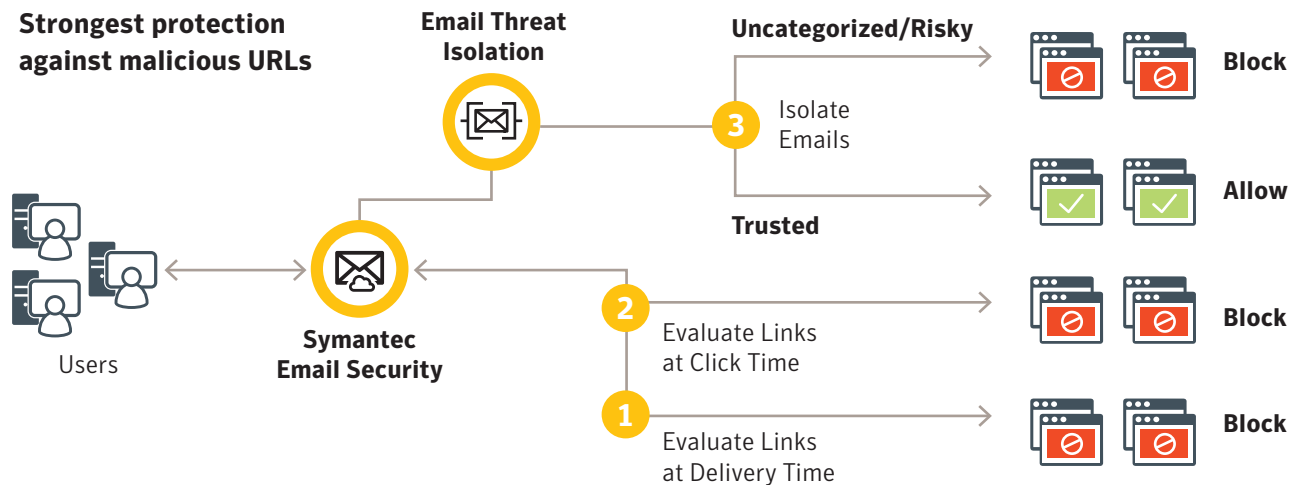 Strongest protection
against malicious URLs
Email Threat
Isolation
Uncategorized/Risky
Block
3
Isolate
Emails
Allow
Trusted
Users
Symantec
Email Security
2
Evaluate Links
at Click Time
Block
1
Evaluate Links
at Delivery Time
Block